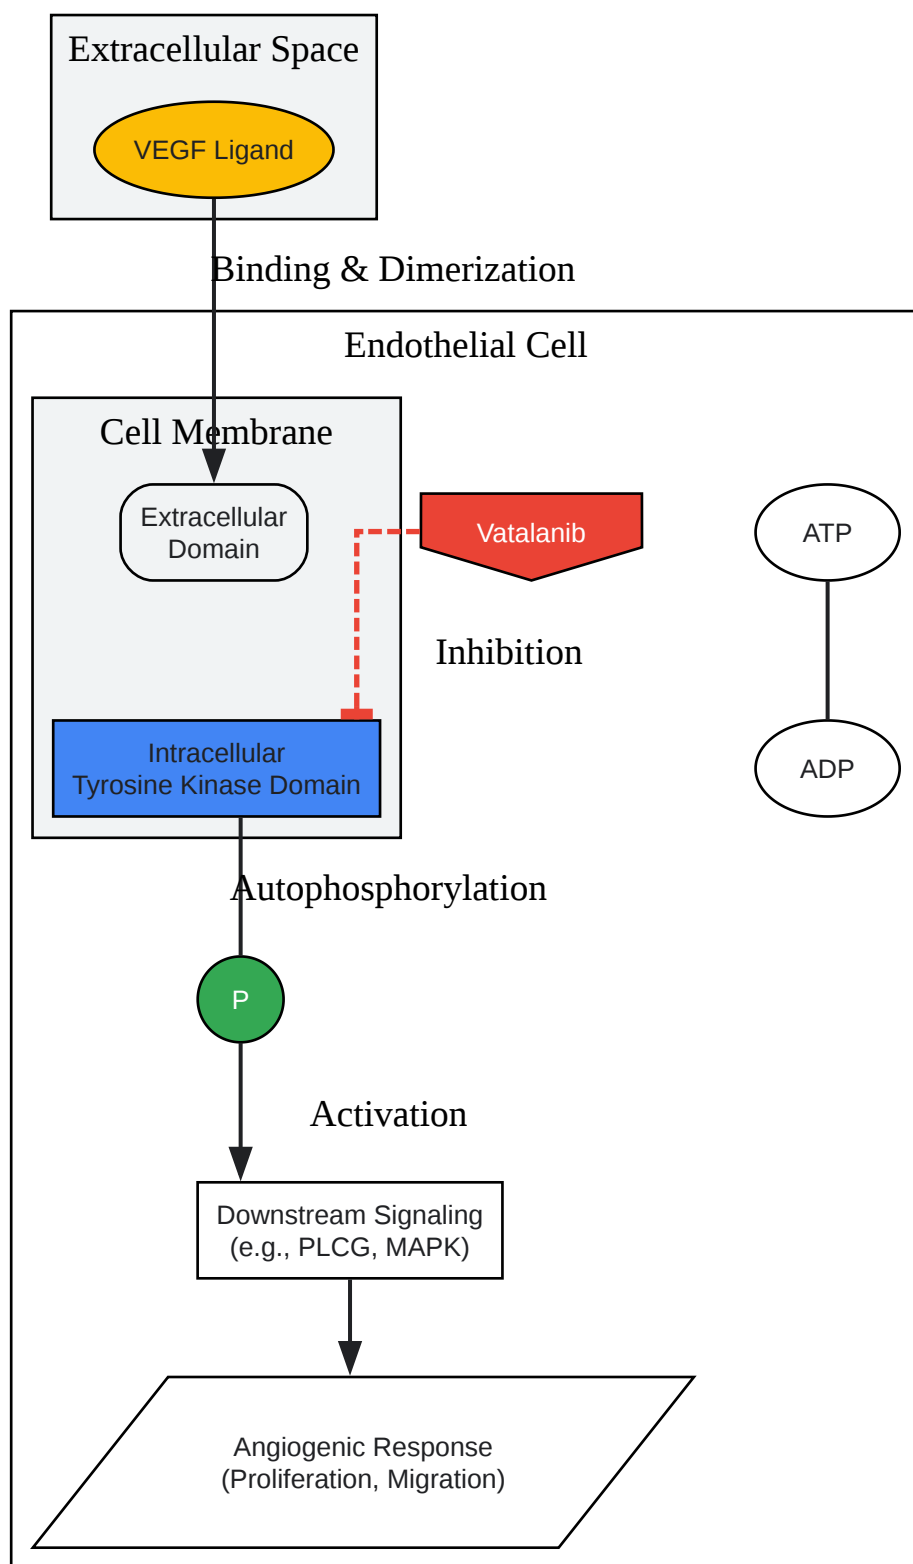 Extracellular Space
VEGF Ligand
Binding & Dimerization
Endothelial Cell
Cell Membrane
Extracellular
Domain
Vatalanib
ATP
Inhibition
Intracellular
Tyrosine Kinase Domain
ADP
Autophosphorylation
P
Activation
Downstream Signaling
(e.g., PLCG, MAPK)
Angiogenic Response
(Proliferation, Migration)